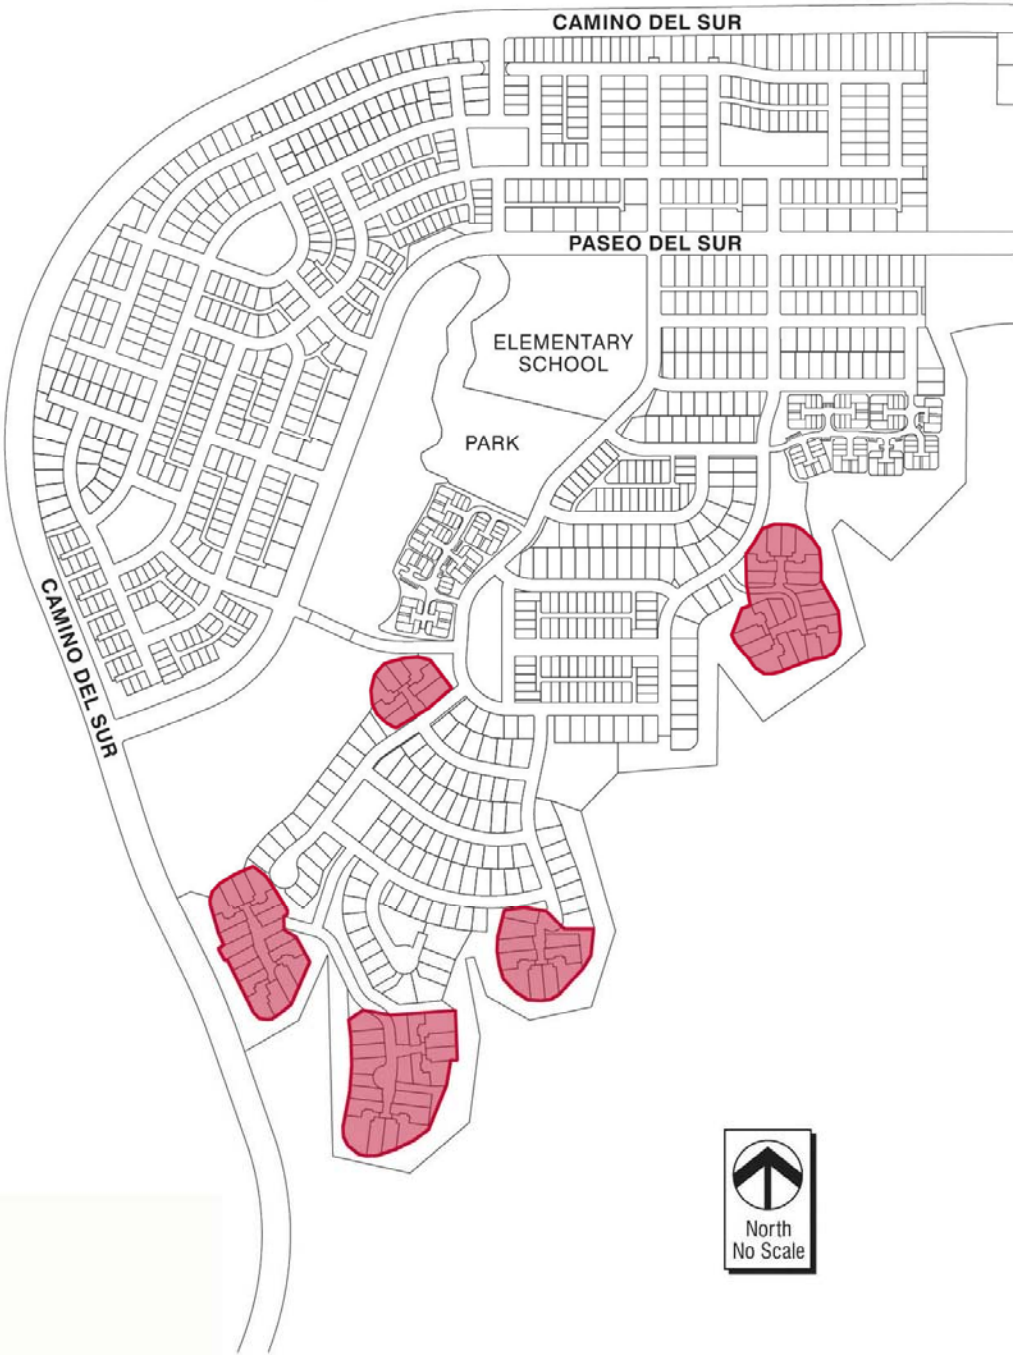 CAMINO DEL SUR
PASEO DEL SUR
ELEMENTARY
SCHOOL
PARK
CAMINO DEL SUR
North
No Scale